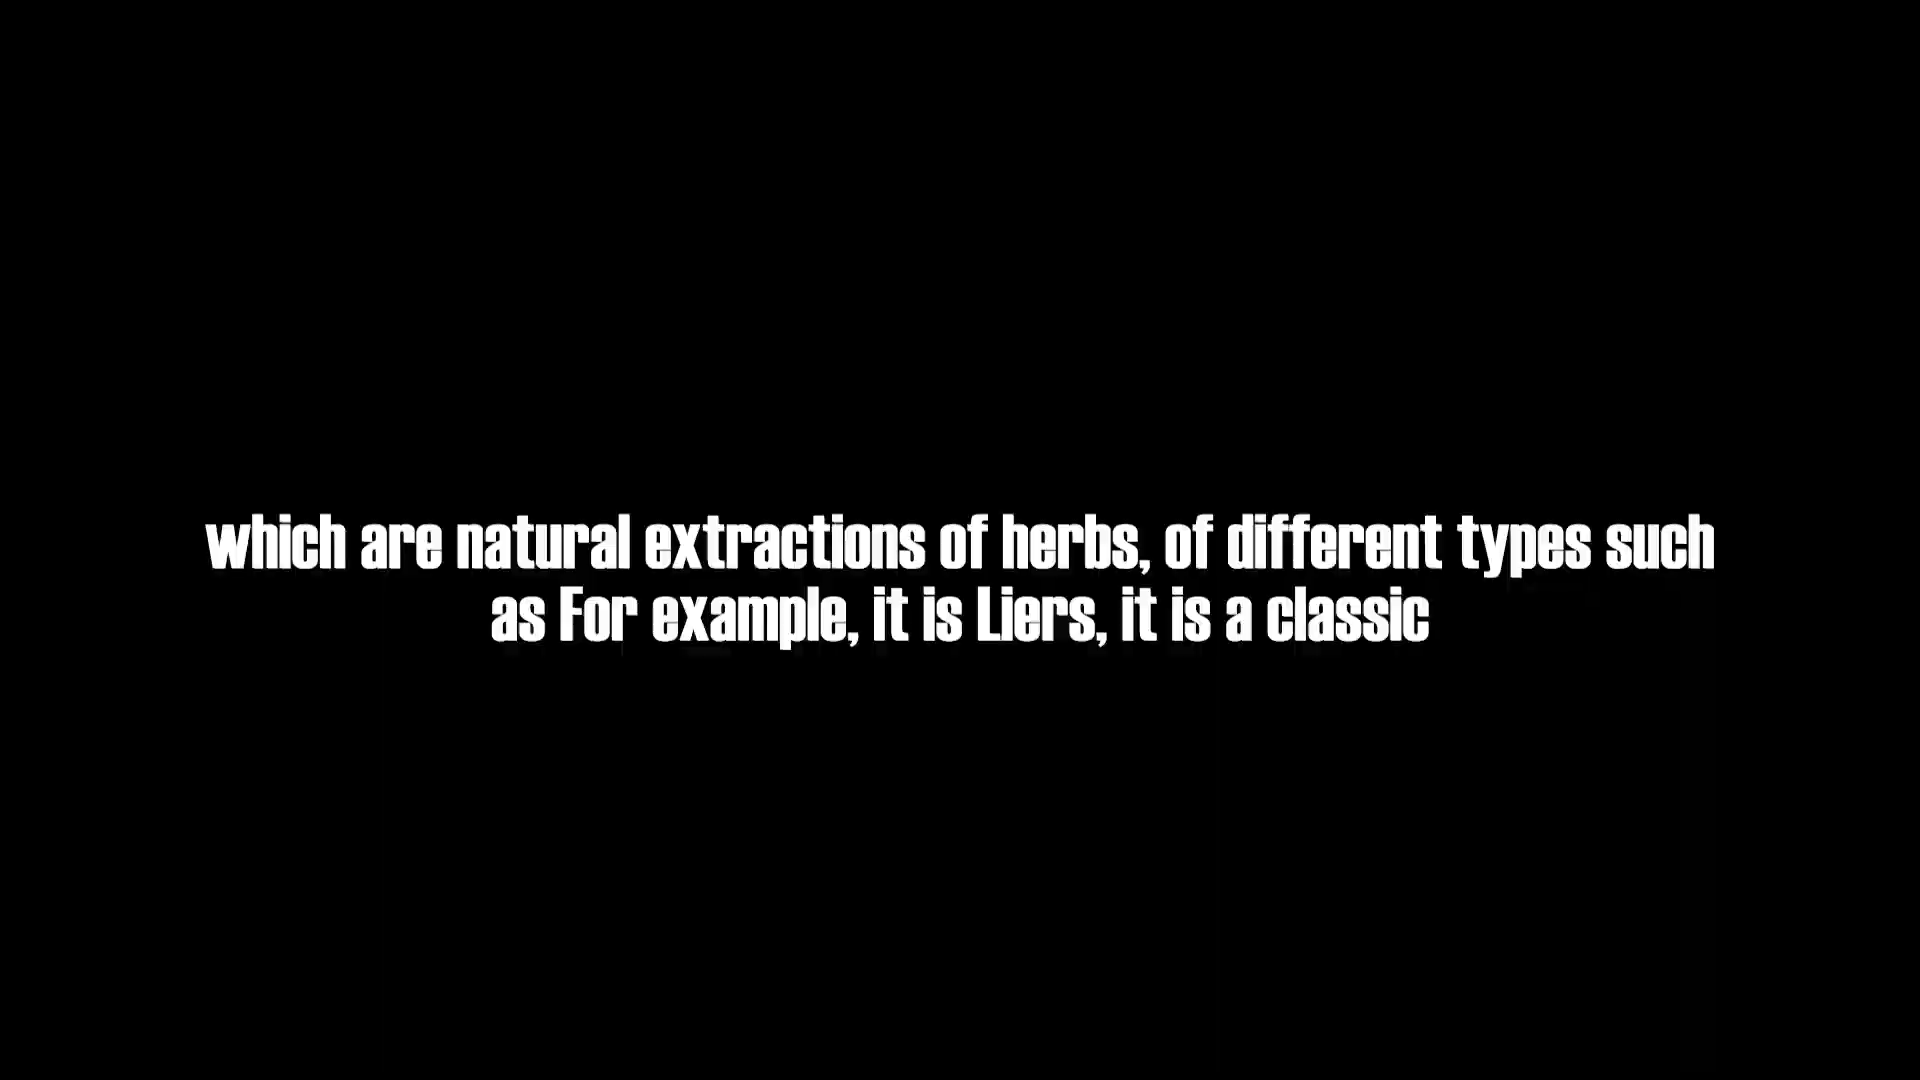 which are natural extractions of herbs, of different types such
as For example, it is Liers, it is a classic